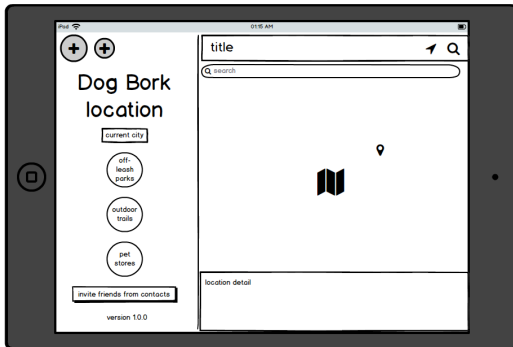 iPod
01:15 AM
title
search
Dog Bork
location
current city
off-
leash
parks
outdoor
trails
pet
stores
invite friends from contacts
version 1.0.0
location detail